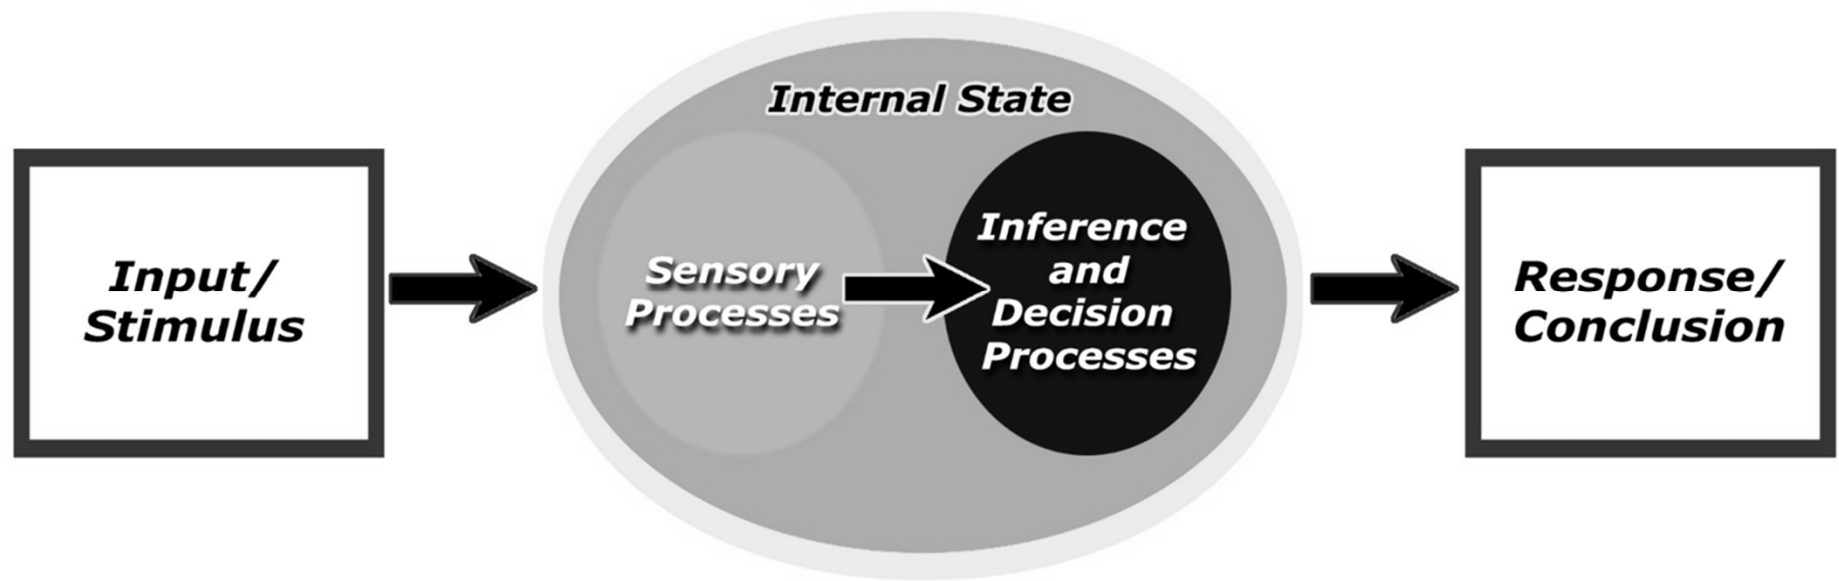 Input/
Stimulus
Internal State
Sensory
Processes
Inference
and
Decision
Processes
Response/
Conclusion